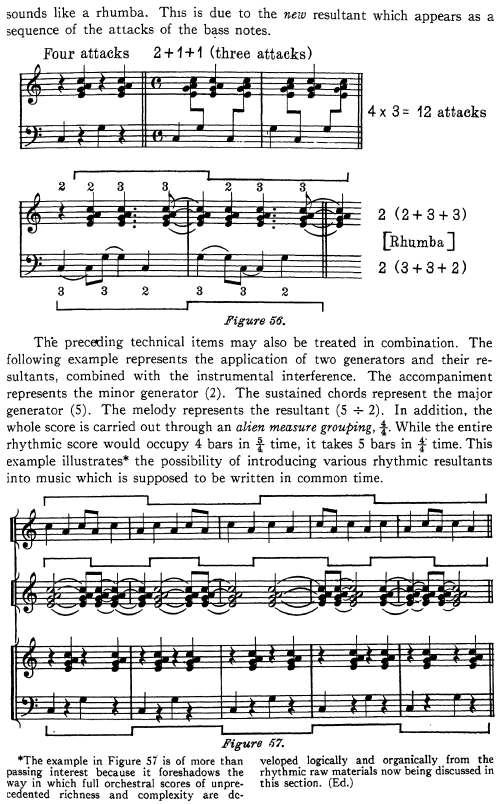 sounds like a rhumba. This is due to the new resultant which appears as a
sequence of the attacks of the bass notes.
Four attacks 2+1+1 (three attacks)
4 x 3 = 12 attacks
2 2 3 3 2 3 3
2 (2+3+3)
[Rhumba]
2 (3+3+2)
3 3 2 3 3 2
Figure 56.
The preceding technical items may also be treated in combination. The
following example represents the application of two generators and their re-
sultants, combined with the instrumental interference. The accompaniment
represents the minor generator (2). The sustained chords represent the major
generator (5). The melody represents the resultant (5 ÷ 2). In addition, the
whole score is carried out through an alien measure grouping, 4/4. While the entire
rhythmic score would occupy 4 bars in 5/4 time, it takes 5 bars in 4/4 time. This
example illustrates* the possibility of introducing various rhythmic resultants
into music which is supposed to be written in common time.
Figure 57.
*The example in Figure 57 is of more than
passing interest because it foreshadows the
way in which full orchestral scores of unpre-
cedented richness and complexity are de-
veloped logically and organically from the
rhythmic raw materials now being discussed in
this section. (Ed.)